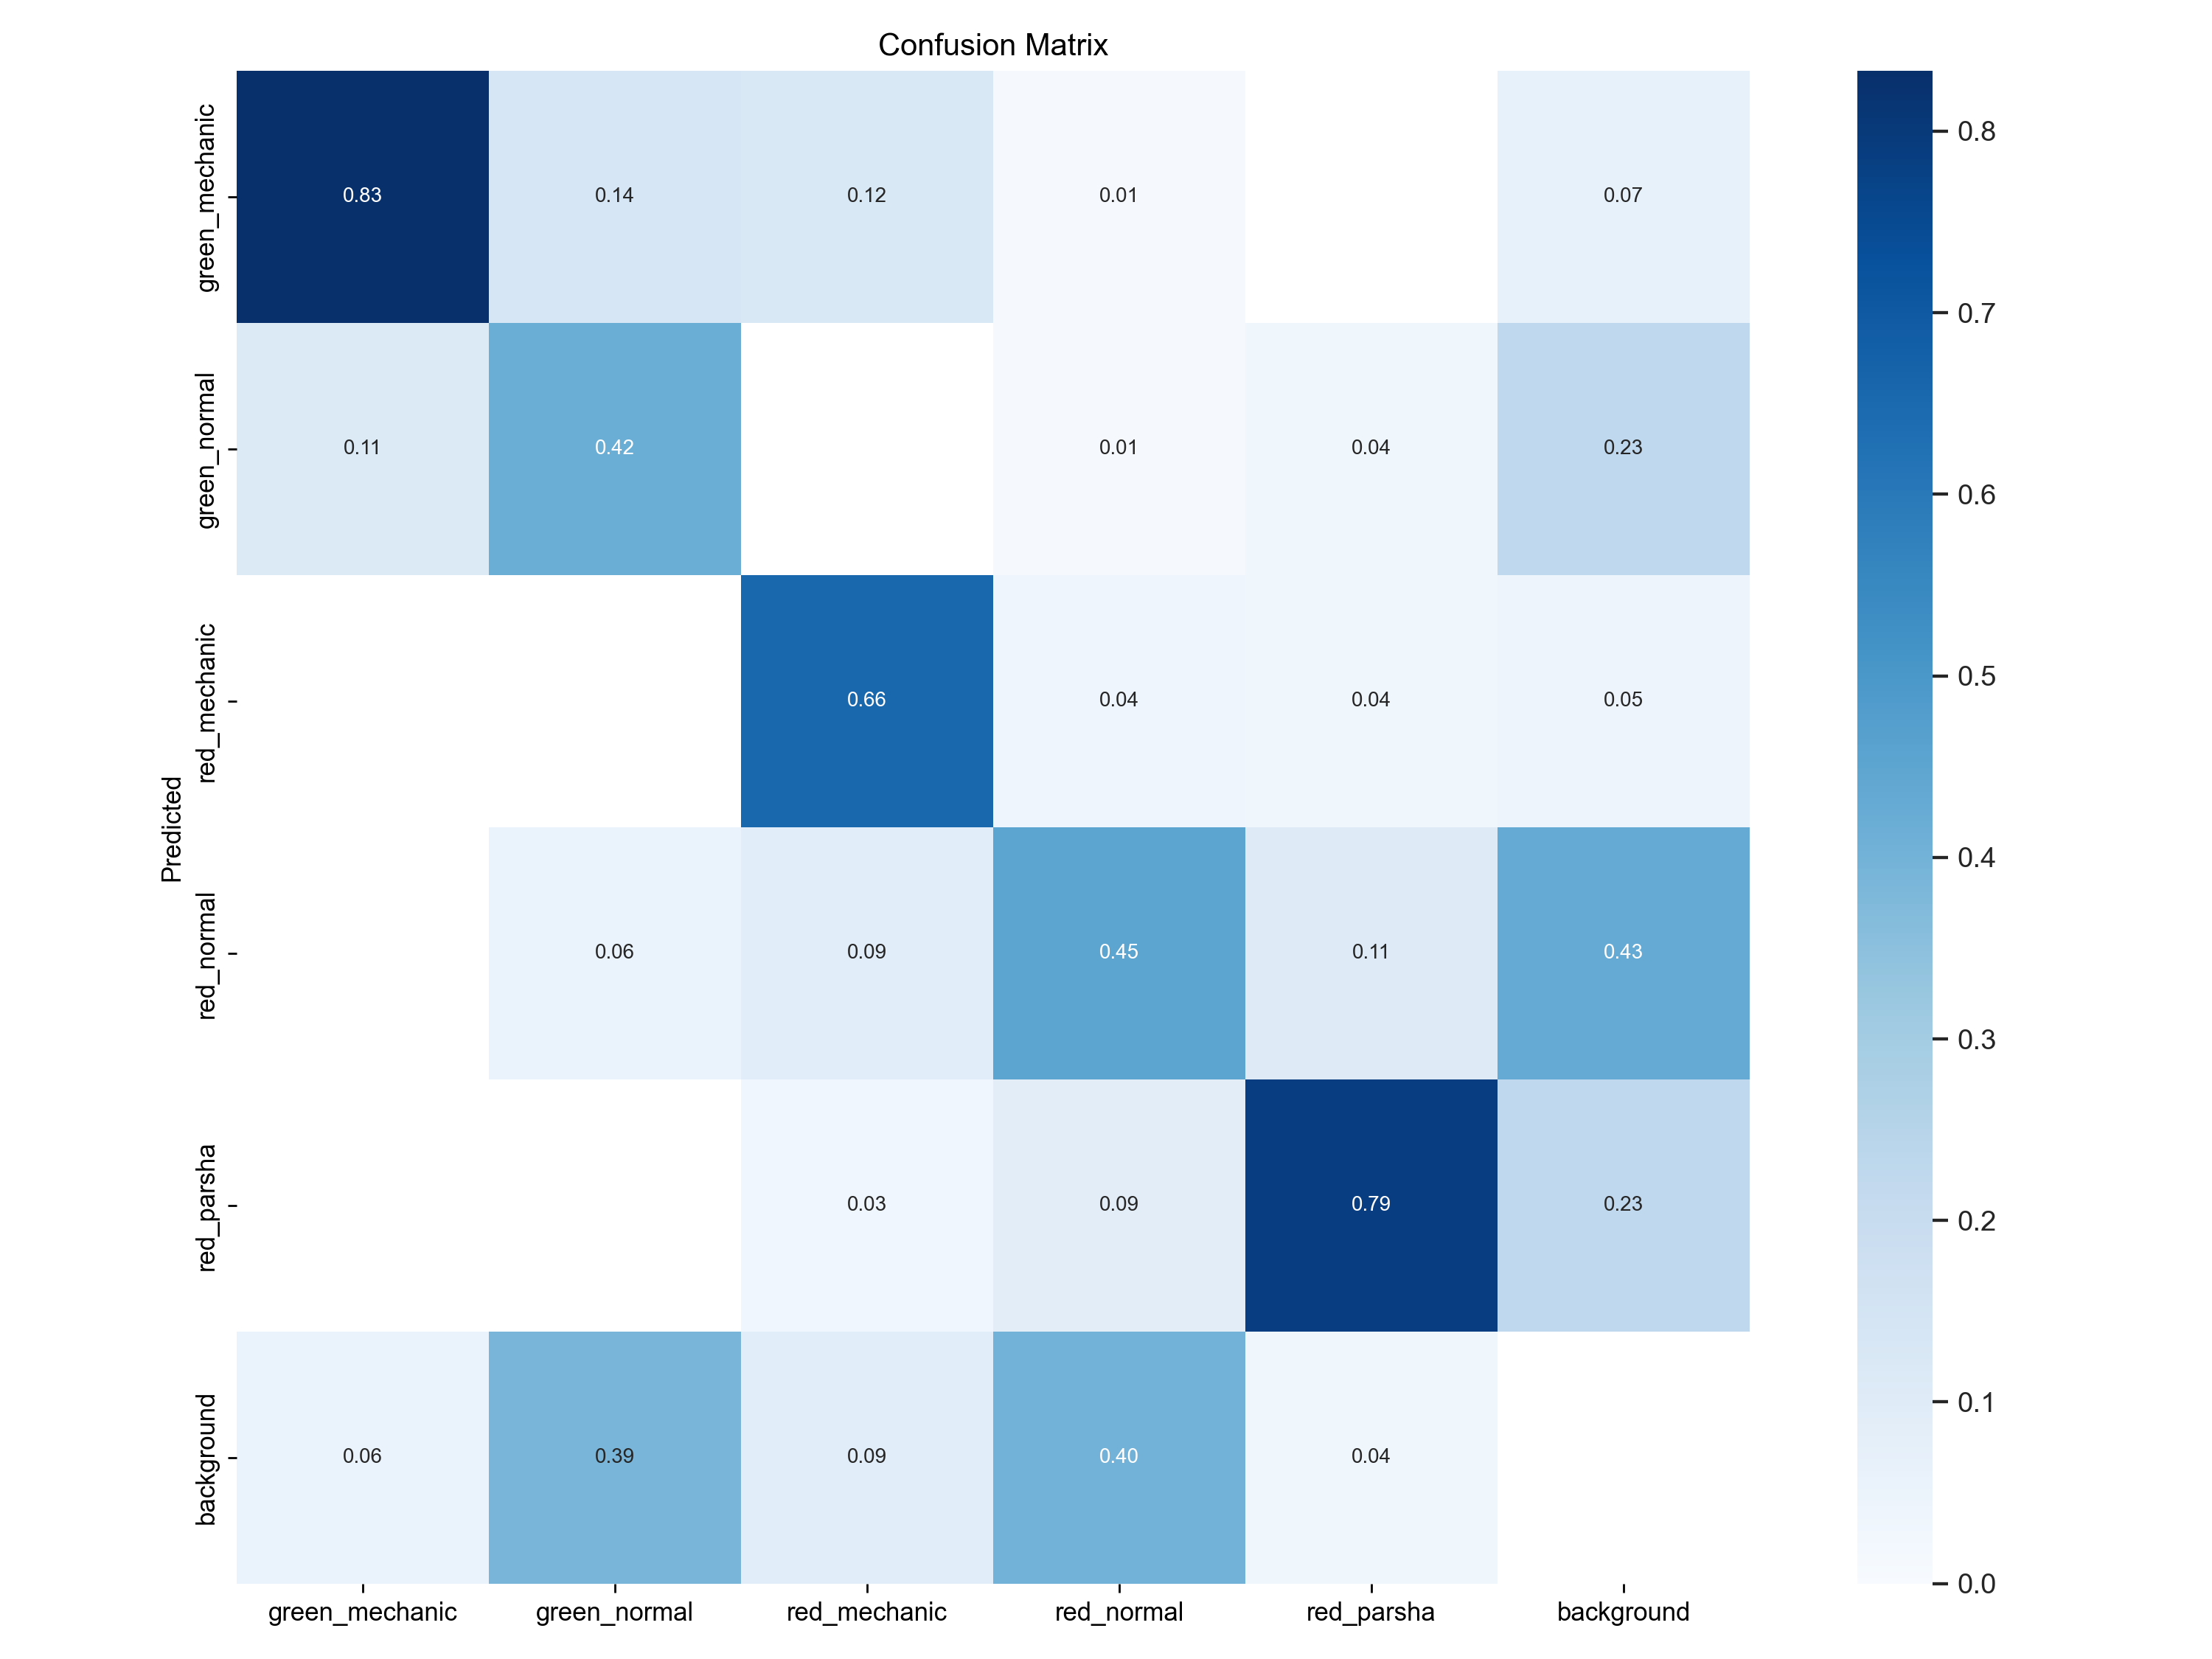 Confusion Matrix
green_mechanic 0.83 0.14 0.12 0.01 0.07
green_normal 0.11 0.42 0.01 0.04 0.23
red_mechanic 0.66 0.04 0.04 0.05
Predicted
red_normal 0.06 0.09 0.45 0.11 0.43
red_parsha 0.03 0.09 0.79 0.23
background 0.06 0.39 0.09 0.40 0.04
green_mechanic green_normal red_mechanic red_normal red_parsha background
0.8
0.7
0.6
0.5
0.4
0.3
0.2
0.1
0.0